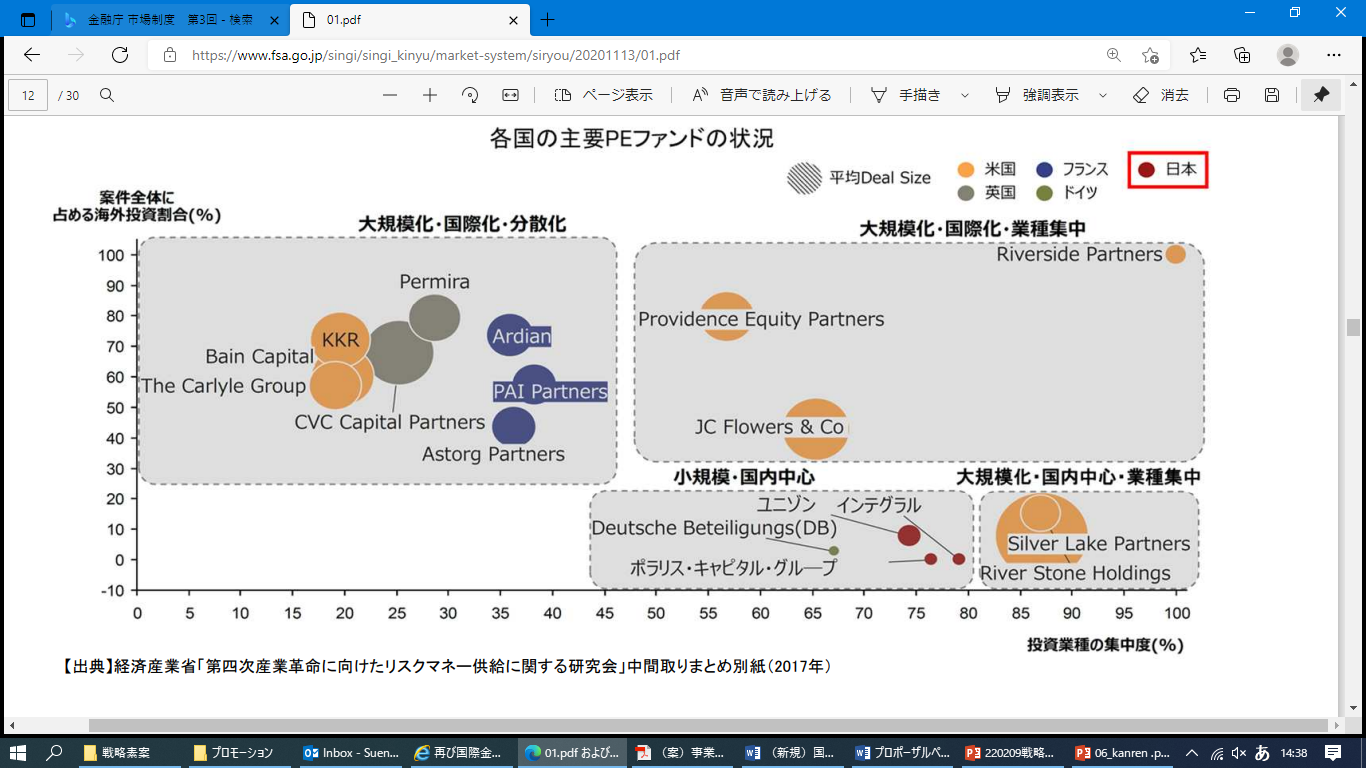 金融庁 市場制度　第3回 - 検索
01.pdf
https://www.fsa.go.jp/singi/singi_kinyu/market-system/siryou/20201113/01.pdf
12 / 30
ページ表示
音声で読み上げる
手描き
強調表示
消去
各国の主要PEファンドの状況
平均Deal Size
米国
フランス
日本
英国
ドイツ
案件全体に
占める海外投資割合(%)
大規模化・国際化・分散化
大規模化・国際化・業種集中
100
90
80
70
60
50
40
30
20
10
0
-10
Riverside Partners
Permira
Providence Equity Partners
KKR
Ardian
Bain Capital
The Carlyle Group
PAI Partners
CVC Capital Partners
JC Flowers & Co
Astorg Partners
小規模・国内中心
大規模化・国内中心・業種集中
ユニゾン
インテグラル
Deutsche Beteiligungs(DB)
Silver Lake Partners
ポラリス・キャピタル・グループ
River Stone Holdings
0 5 10 15 20 25 30 35 40 45 50 55 60 65 70 75 80 85 90 95 100
投資業種の集中度(%)
【出典】経済産業省「第四次産業革命に向けたリスクマネー供給に関する研究会」中間取りまとめ別紙（2017年）
戦略素案
プロモーション
Inbox - Suen...
再び国際金...
01.pdf および...
（案）事業...
（新規）国...
プロポーザルペ...
220209戦略...
06_kanren .p...
あ
14:38